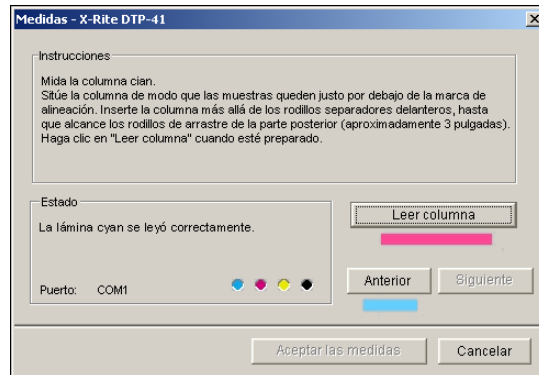 Medidas - X-Rite DTP-41
Instrucciones
Mida la columna cian.
Sitúe la columna de modo que las muestras queden justo por debajo de la marca de
alineación. Inserte la columna más allá de los rodillos separadores delanteros, hasta
que alcance los rodillos de arrastre de la parte posterior (aproximadamente 3 pulgadas).
Haga clic en "Leer columna" cuando esté preparado.
Estado
La lámina cyan se leyó correctamente.
Leer columna
Puerto: COM1
Anterior
Siguiente
Aceptar las medidas
Cancelar